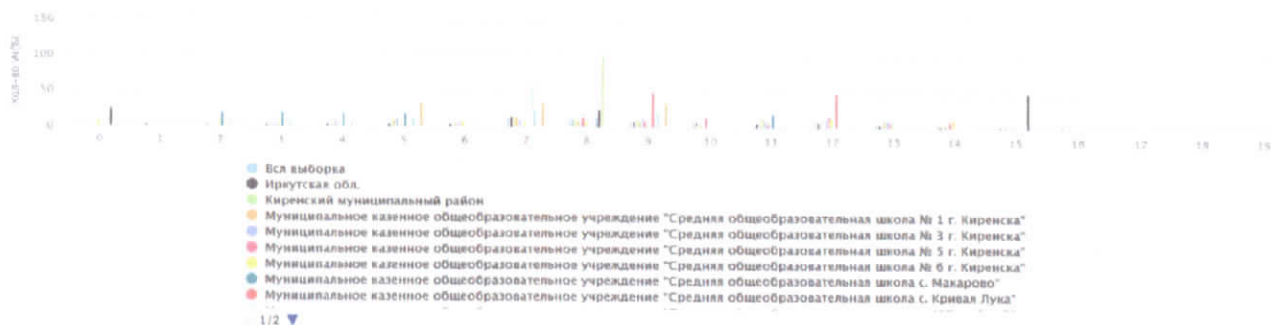 150
100
50
0
0 1 2 3 4 5 6 7 8 9 10 11 12 13 14 15 16 17 18 19
Вся выборка
Иркутская обл.
Киренский муниципальный район
Муниципальное казенное общеобразовательное учреждение "Средняя общеобразовательная школа № 1 г. Киренска"
Муниципальное казенное общеобразовательное учреждение "Средняя общеобразовательная школа № 3 г. Киренска"
Муниципальное казенное общеобразовательное учреждение "Средняя общеобразовательная школа № 5 г. Киренска"
Муниципальное казенное общеобразовательное учреждение "Средняя общеобразовательная школа № 6 г. Киренска"
Муниципальное казенное общеобразовательное учреждение "Средняя общеобразовательная школа с. Макарово"
Муниципальное казенное общеобразовательное учреждение "Средняя общеобразовательная школа с. Кривая Лука"
1/2